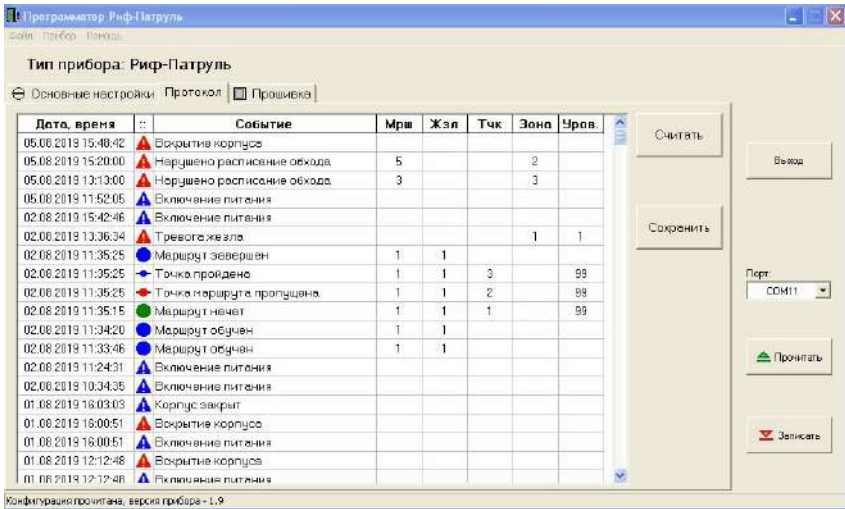 Программатор Риф-Патруль
Файл Прибор Помощь
Тип прибора: Риф-Патруль
Основные настройки Протокол Прошивка
Дата, время :: Событие Мрш Жзл Тчк Зона Уров.
05.08.2019 15:48:42 Вскрытие корпуса
05.08.2019 15:20:00 Нарушено расписание обхода 5 2
05.08.2019 13:13:00 Нарушено расписание обхода 3 3
05.08.2019 11:52:05 Включение питания
02.08.2019 15:42:46 Включение питания
02.08.2019 13:36:34 Тревога жезла 1 1
02.08.2019 11:35:25 Маршрут завершен 1 1
02.08.2019 11:35:25 Точка пройдена 1 1 3 99
02.08.2019 11:35:25 Точка маршрута пропущена 1 1 2 99
02.08.2019 11:35:15 Маршрут начат 1 1 1 99
02.08.2019 11:34:20 Маршрут обучен 1 1
02.08.2019 11:33:46 Маршрут обучен 1 1
02.08.2019 11:24:31 Включение питания
02.08.2019 10:34:35 Включение питания
01.08.2019 16:03:03 Корпус закрыт
01.08.2019 16:00:51 Вскрытие корпуса
01.08.2019 16:00:51 Включение питания
01.08.2019 12:12:48 Вскрытие корпуса
01.08.2019 12:12:48 Включение питания
Считать
Сохранить
Выход
Порт:
COM11
Прочитать
Записать
Конфигурация прочитана, версия прибора - 1.9